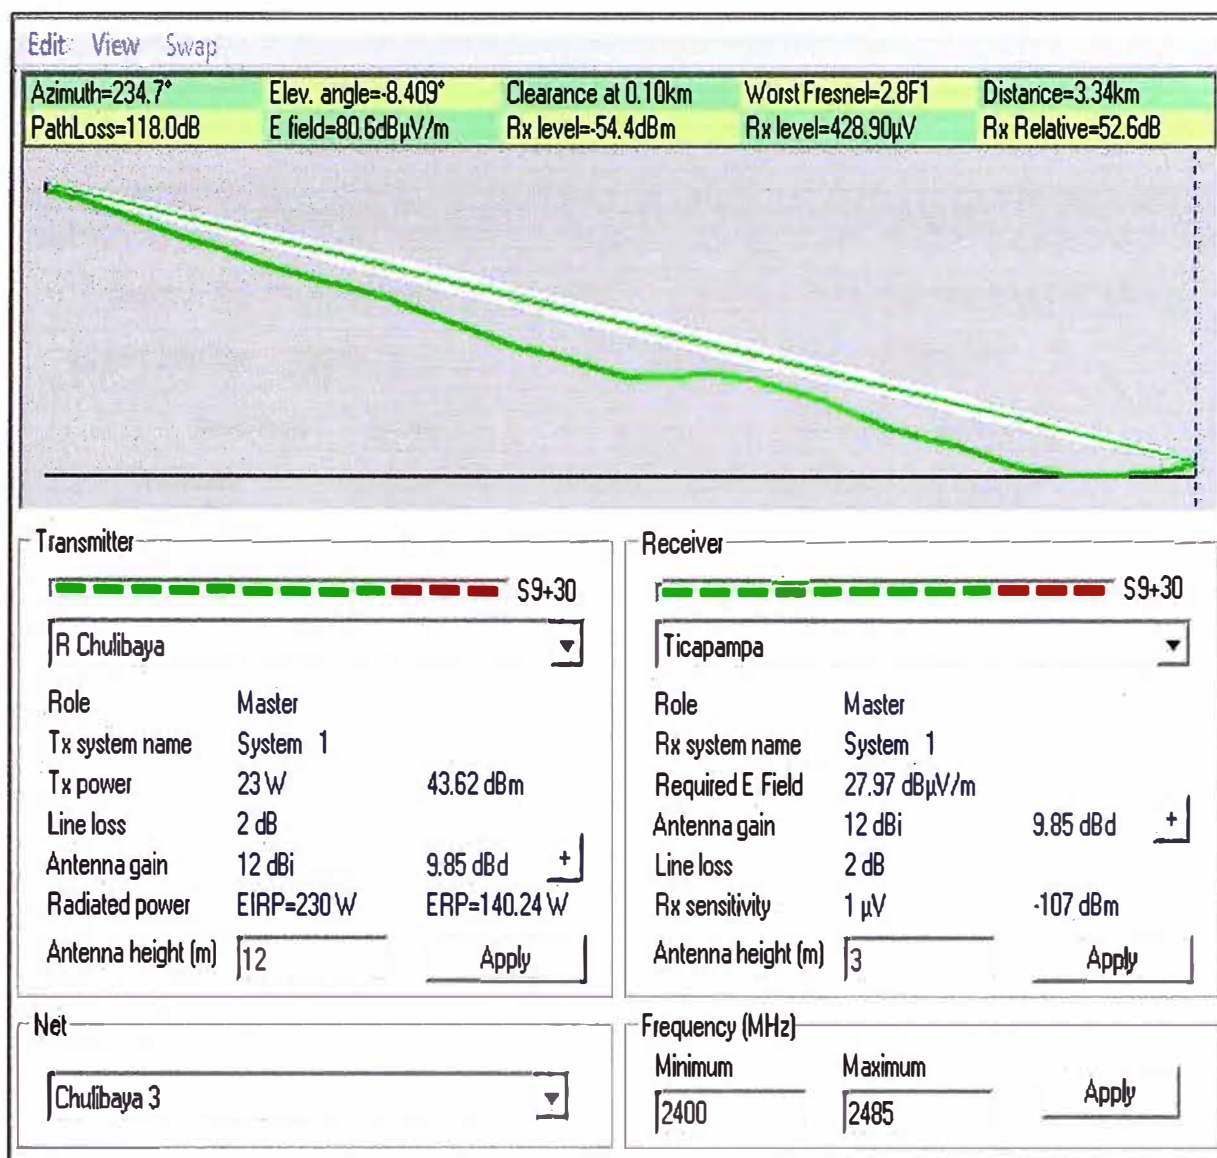 Edit View Swap
Azimuth=234.7° Elev. angle=-8.409° Clearance at 0.10km Worst Fresnel=2.8F1 Distance=3.34km
PathLoss=118.0dB E field=80.6dBµV/m Rx level=-54.4dBm Rx level=428.90µV Rx Relative=52.6dB
Transmitter
S9+30
R Chulibaya
Role Master
Tx system name System 1
Tx power 23 W 43.62 dBm
Line loss 2 dB
Antenna gain 12 dBi 9.85 dBd +
Radiated power EIRP=230 W ERP=140.24 W
Antenna height (m) 12 Apply
Receiver
S9+30
Ticapampa
Role Master
Rx system name System 1
Required E Field 27.97 dBµV/m
Antenna gain 12 dBi 9.85 dBd +
Line loss 2 dB
Rx sensitivity 1 µV -107 dBm
Antenna height (m) 3 Apply
Net
Chulibaya 3
Frequency (MHz)
Minimum Maximum
2400 2485 Apply